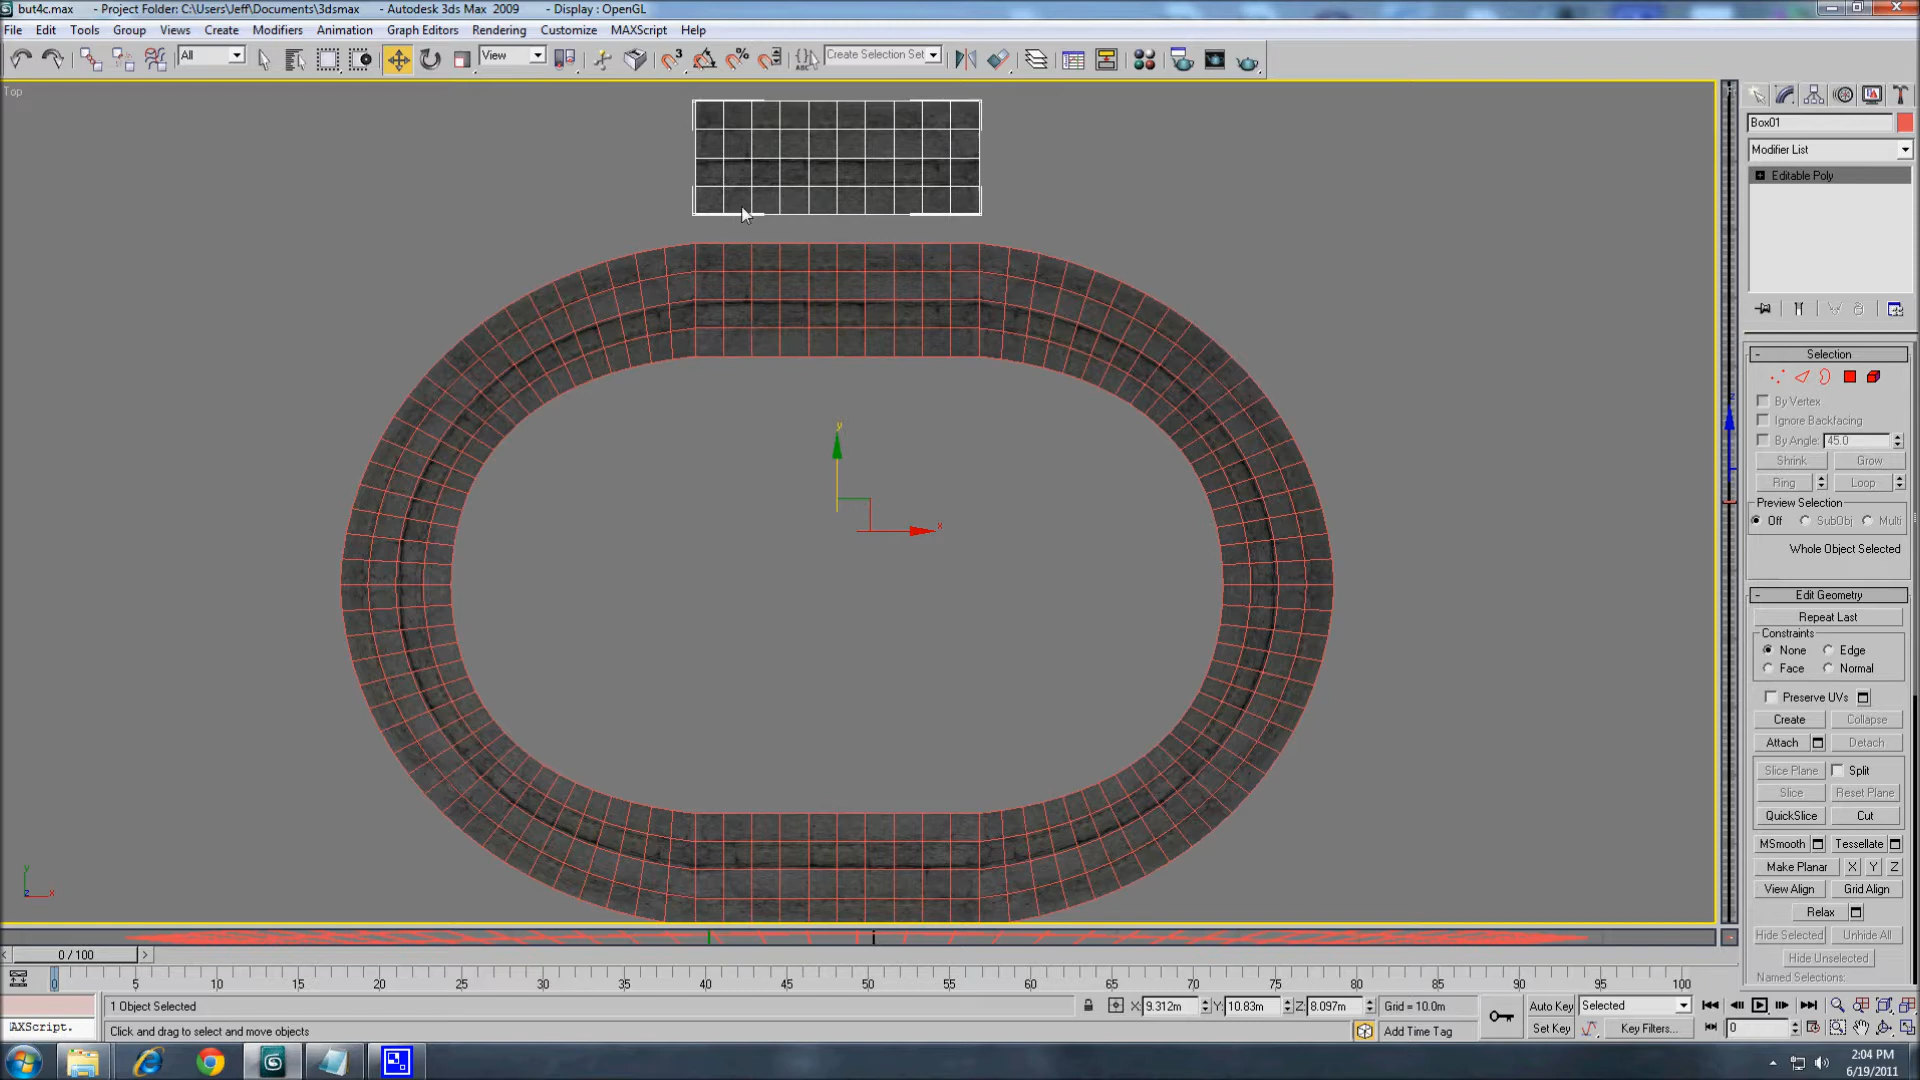 but4c.max - Project Folder: C:\Users\Jeff\Documents\3dsmax - Autodesk 3ds Max 2009 - Display : OpenGL
File Edit Tools Group Views Create Modifiers Animation Graph Editors Rendering Customize MAXScript Help
All View Create Selection Set
Top
y
x
y
z x
Box01
Modifier List
Editable Poly
Selection
By Vertex
Ignore Backfacing
By Angle: 45.0
Shrink Grow
Ring Loop
Preview Selection
Off SubObj Multi
Whole Object Selected
Edit Geometry
Repeat Last
Constraints
None Edge
Face Normal
Preserve UVs
Create Collapse
Attach Detach
Slice Plane Split
Slice Reset Plane
QuickSlice Cut
MSmooth Tessellate
Make Planar X Y Z
View Align Grid Align
Relax
Hide Selected Unhide All
Hide Unselected
Named Selections:
0 / 100
0 5 10 15 20 25 30 35 40 45 50 55 60 65 70 75 80 85 90 95 100
1 Object Selected X: 9.312m Y: 10.83m Z: 8.097m Grid = 10.0m Auto Key Selected
AXScript. Click and drag to select and move objects Add Time Tag Set Key Key Filters... 0
2:04 PM
6/19/2011